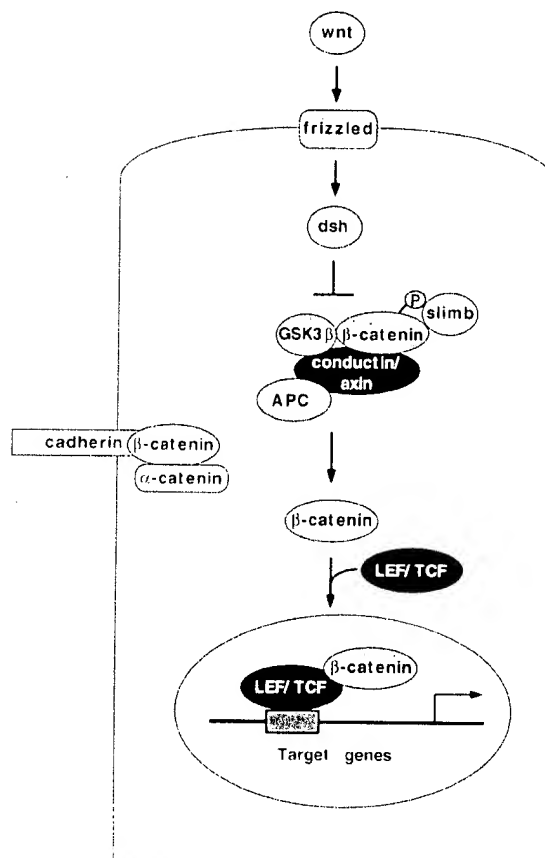 wnt
frizzled
dsh
P
slimb
GSK3 β β-catenin
conductin/
axin
APC
cadherin β-catenin
α-catenin
β-catenin
LEF/ TCF
β-catenin
LEF/ TCF
Target genes